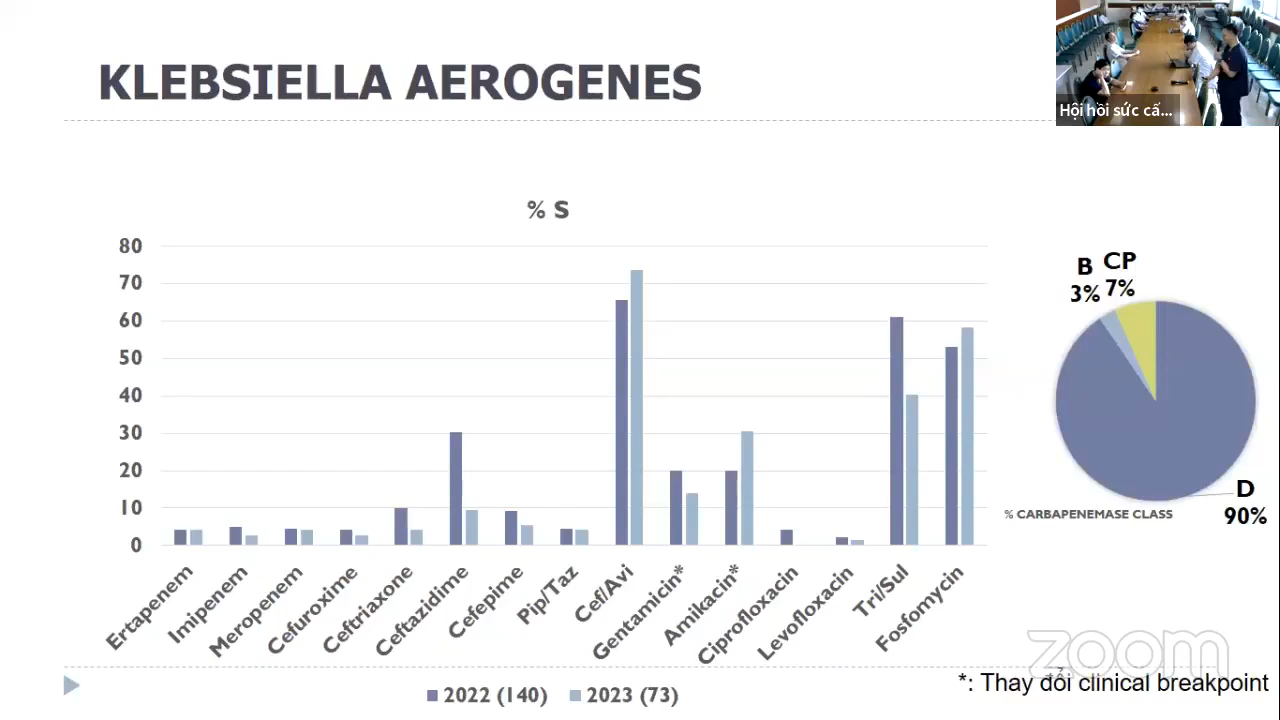 KLEBSIELLA AEROGENES
Hội hồi sức cấ...
% S
80
70
60
50
40
30
20
10
0
Ertapenem
Imipenem
Meropenem
Cefuroxime
Ceftriaxone
Ceftazidime
Cefepime
Pip/Taz
Cef/Avi
Gentamicin*
Amikacin*
Ciprofloxacin
Levofloxacin
Tri/Sul
Fosfomycin
2022 (140) 2023 (73)
B CP
3% 7%
D
90%
% CARBAPENEMASE CLASS
zoom
*: Thay đổi clinical breakpoint